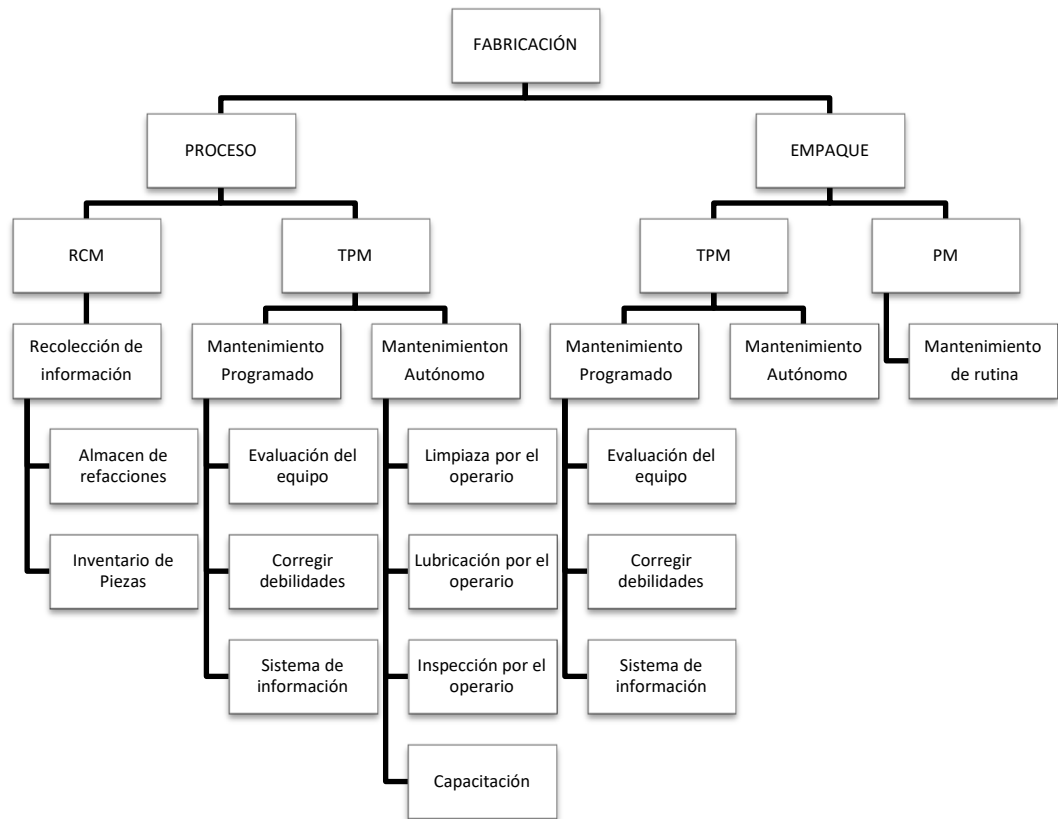 FABRICACIÓN
PROCESO
EMPAQUE
RCM
TPM
TPM
PM
Recolección de
información
Mantenimiento
Programado
Mantenimienton
Autónomo
Mantenimiento
Programado
Mantenimiento
Autónomo
Mantenimiento
de rutina
Almacen de
refacciones
Evaluación del
equipo
Limpiaza por el
operario
Evaluación del
equipo
Inventario de
Piezas
Corregir
debilidades
Lubricación por el
operario
Corregir
debilidades
Sistema de
información
Inspección por el
operario
Sistema de
información
Capacitación